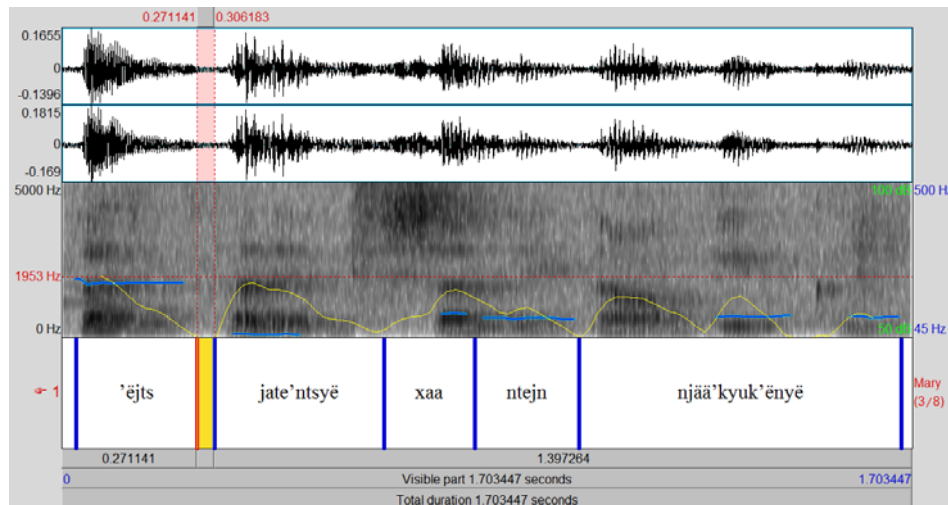 0.271141 0.306183
0.1655
0
-0.1396
0.1815
0
-0.169
5000 Hz 100 dB 500 H
1953 Hz
0 Hz 50 dB 45 Hz
1 'ëjts jate'ntsyë xaa ntejn njää'kyuk'ënyë Mary
(3/8)
0.271141 1.397264
0 Visible part 1.703447 seconds 1.703447
Total duration 1.703447 seconds